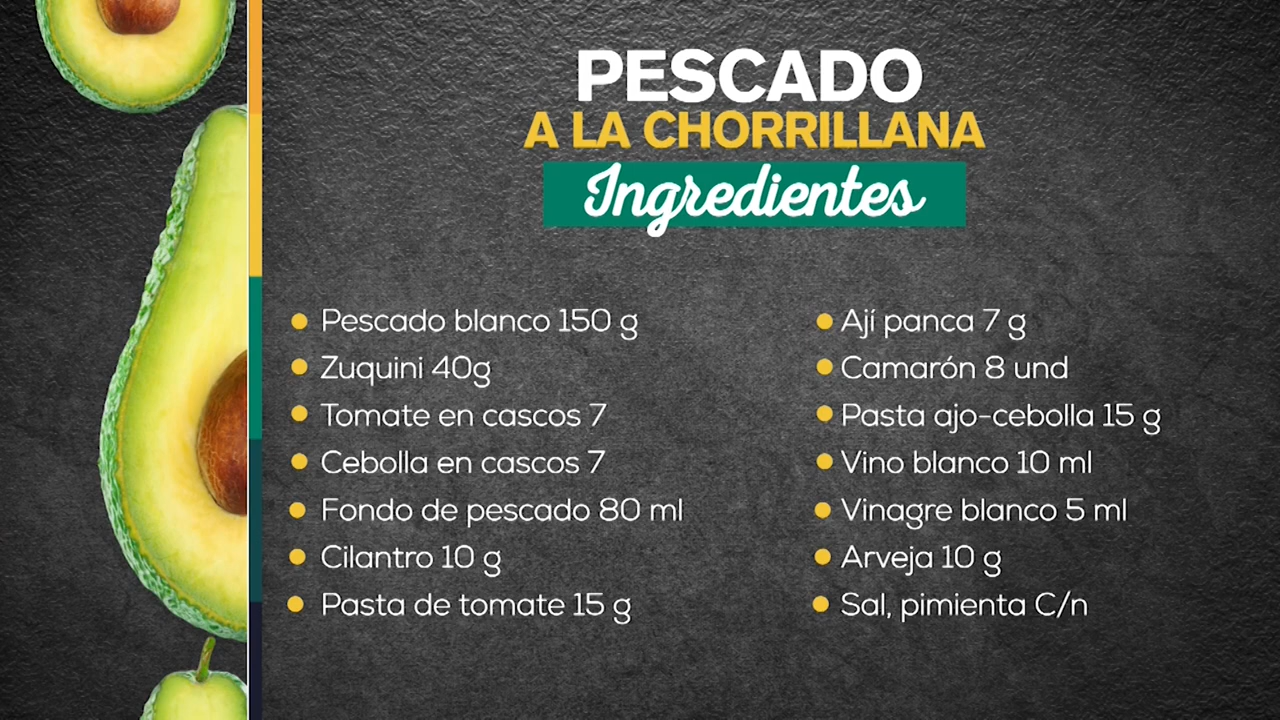 PESCADO
A LA CHORRILLANA
Ingredientes
Pescado blanco 150 g
Zuquini 40g
Tomate en cascos 7
Cebolla en cascos 7
Fondo de pescado 80 ml
Cilantro 10 g
Pasta de tomate 15 g
Ají panca 7 g
Camarón 8 und
Pasta ajo-cebolla 15 g
Vino blanco 10 ml
Vinagre blanco 5 ml
Arveja 10 g
Sal, pimienta C/n